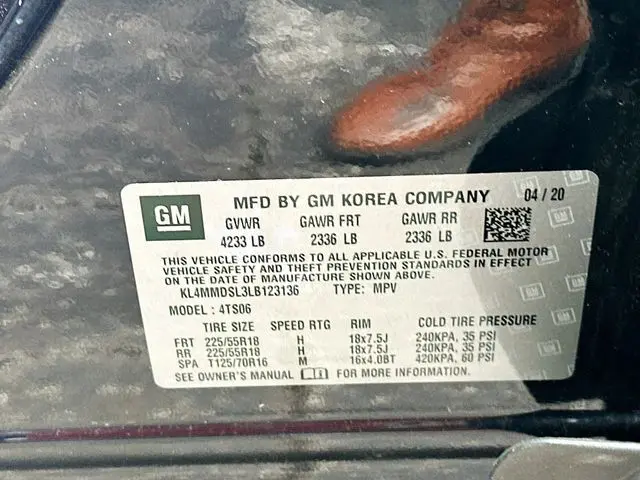 GM
MFD BY GM KOREA COMPANY 04/20
GVWR GAWR FRT GAWR RR
4233 LB 2336 LB 2336 LB
THIS VEHICLE CONFORMS TO ALL APPLICABLE U.S. FEDERAL MOTOR
VEHICLE SAFETY AND THEFT PREVENTION STANDARDS IN EFFECT
ON THE DATE OF MANUFACTURE SHOWN ABOVE.
KL4MMDSL3LB123136 TYPE: MPV
MODEL: 4TS06
TIRE SIZE SPEED RTG RIM COLD TIRE PRESSURE
FRT 225/55R18 H 18x7.5J 240KPA, 35 PSI
RR 225/55R18 H 18x7.5J 240KPA, 35 PSI
SPA T125/70R16 M 16x4.0BT 420KPA, 60 PSI
SEE OWNER'S MANUAL FOR MORE INFORMATION.